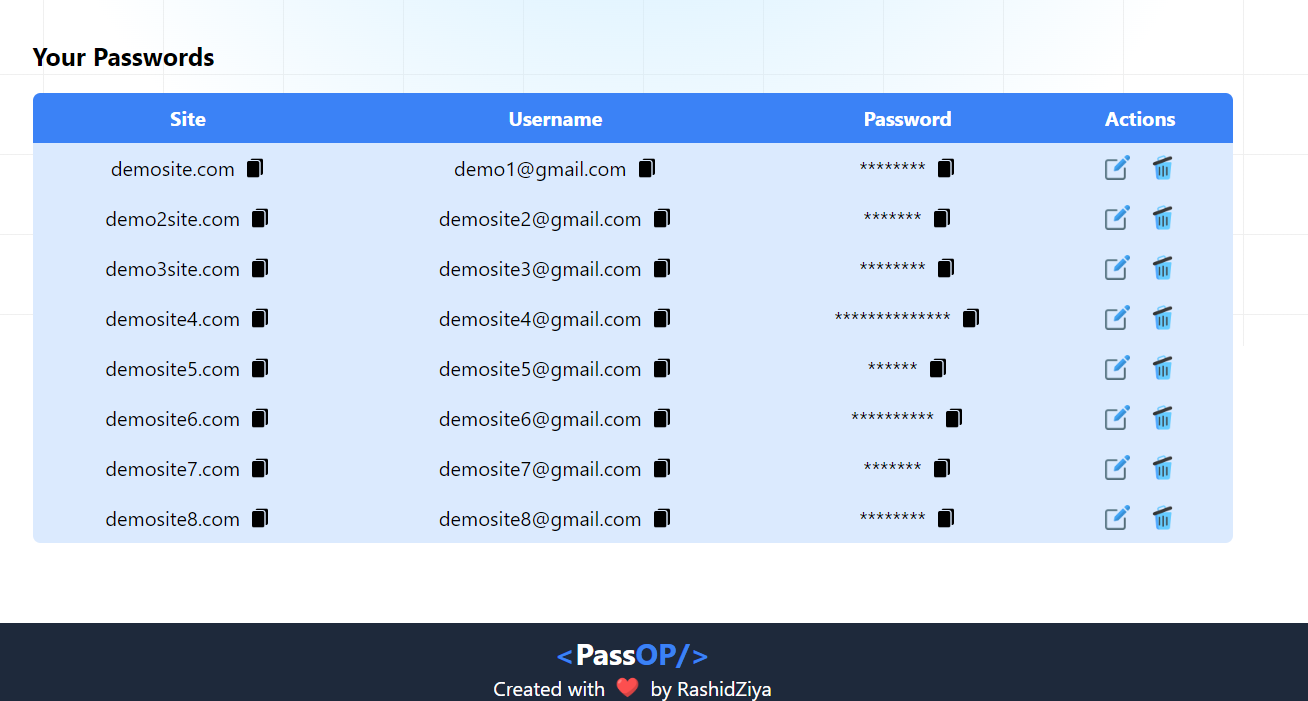 Your Passwords
Site Username Password Actions
demosite.com demo1@gmail.com ********
demo2site.com demosite2@gmail.com *******
demo3site.com demosite3@gmail.com ********
demosite4.com demosite4@gmail.com **************
demosite5.com demosite5@gmail.com ******
demosite6.com demosite6@gmail.com **********
demosite7.com demosite7@gmail.com *******
demosite8.com demosite8@gmail.com ********
<PassOP/>
Created with ❤️ by RashidZiya